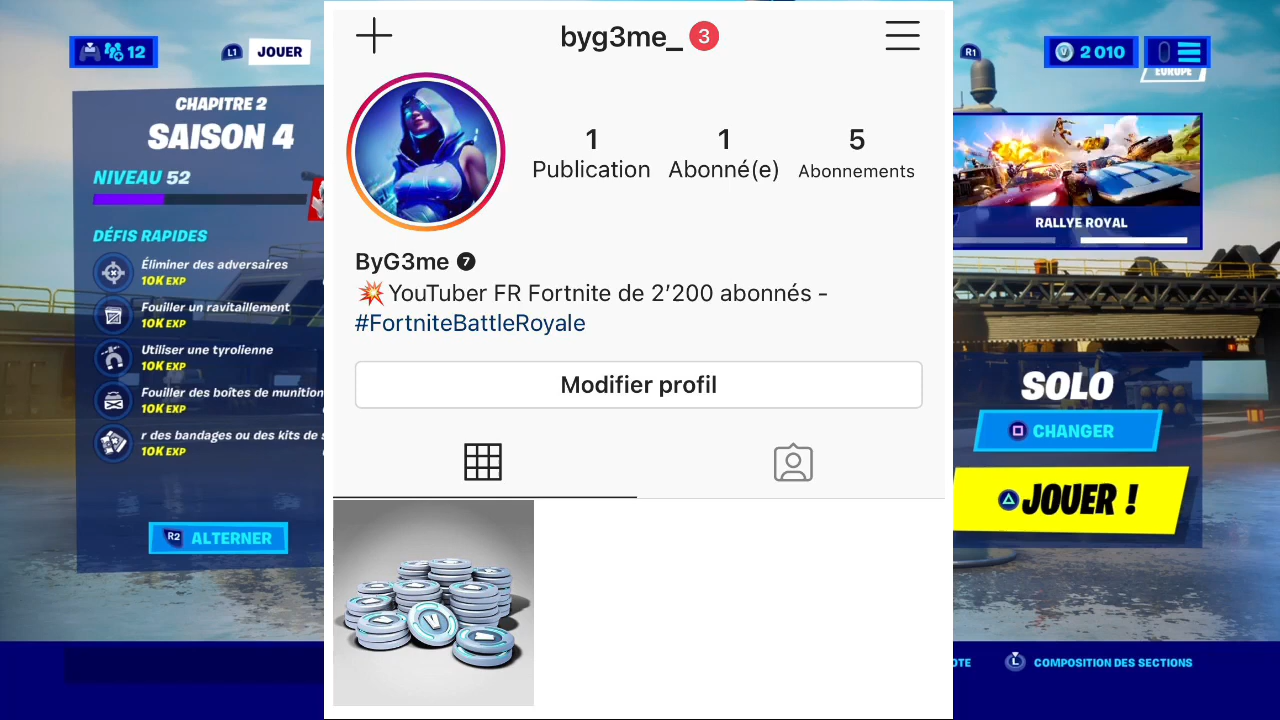 12
L1 JOUER
CHAPITRE 2
SAISON 4
NIVEAU 52
DÉFIS RAPIDES
Éliminer des adversaires
10K EXP
Fouiller un ravitaillement
10K EXP
Utiliser une tyrolienne
10K EXP
Fouiller des boîtes de munition
10K EXP
r des bandages ou des kits de s
10K EXP
R2 ALTERNER
byg3me_ 3
1
Publication
1
Abonné(e)
5
Abonnements
ByG3me 7
💥YouTuber FR Fortnite de 2’200 abonnés -
#FortniteBattleRoyale
Modifier profil
R1
V 2 010
EUROPE
RALLYE ROYAL
SOLO
CHANGER
JOUER !
OTE
L COMPOSITION DES SECTIONS